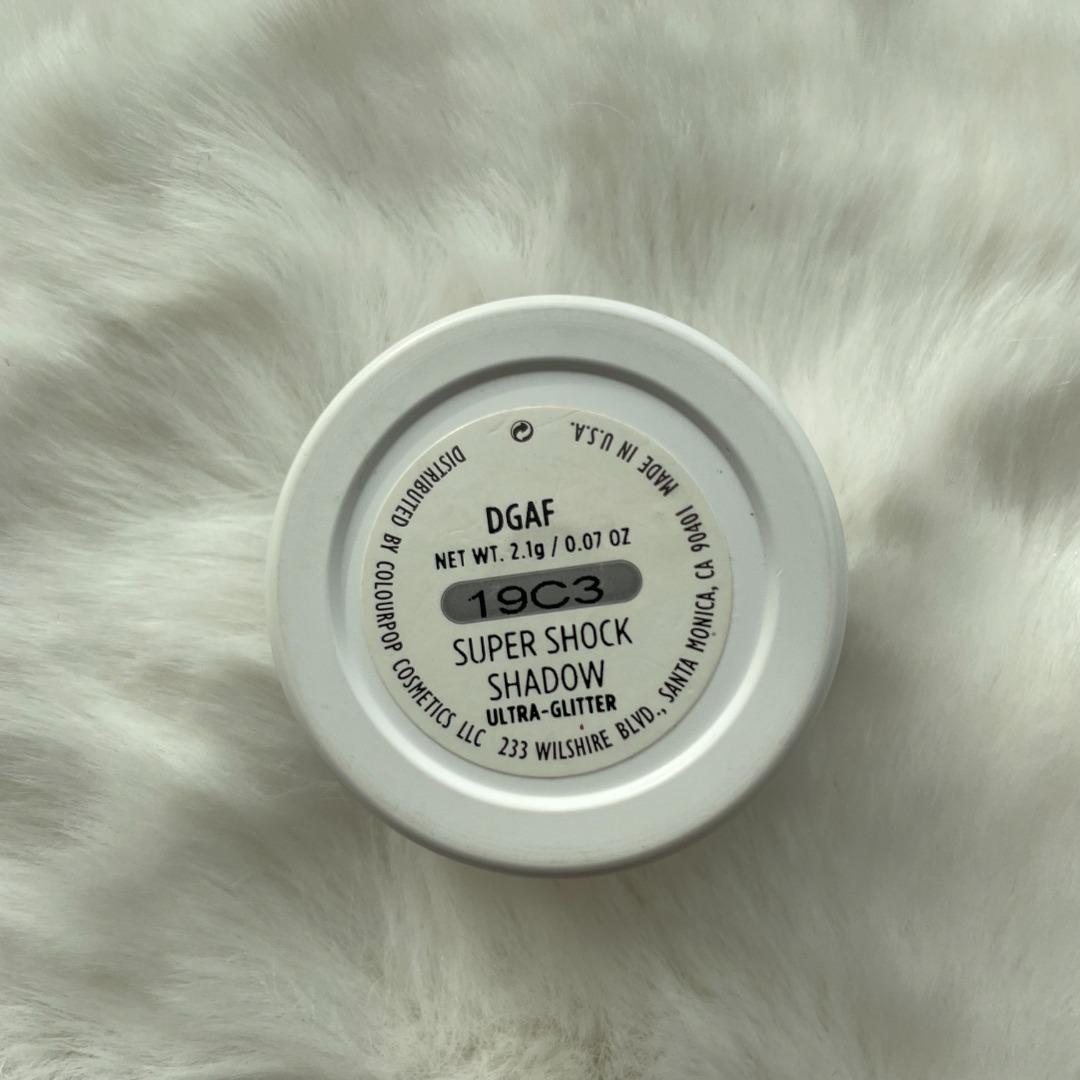 DGAF
NET WT. 2.1g / 0.07 OZ
19C3
SUPER SHOCK
SHADOW
ULTRA-GLITTER
DISTRIBUTED BY COLOURPOP COSMETICS LLC 233 WILSHIRE BLVD., SANTA MONICA, CA 90401 MADE IN U.S.A.